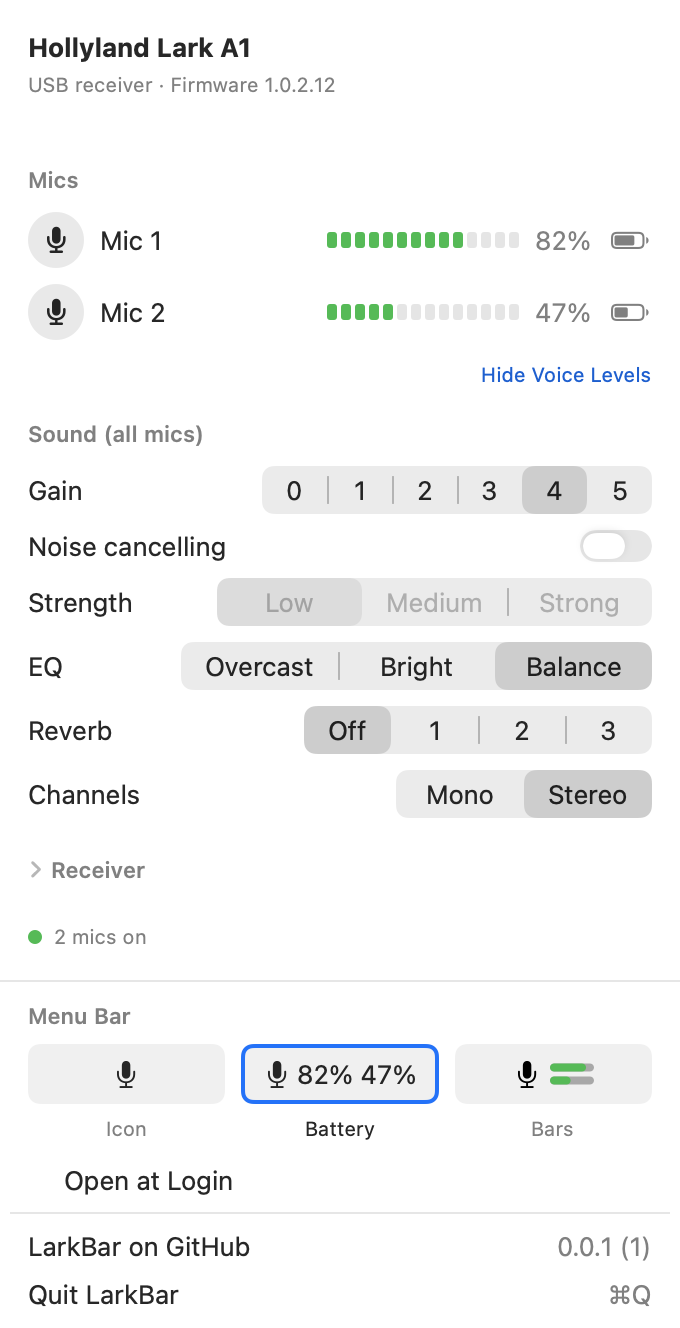 Hollyland Lark A1
USB receiver · Firmware 1.0.2.12
Mics
Mic 1 82%
Mic 2 47%
Hide Voice Levels
Sound (all mics)
Gain 0 1 2 3 4 5
Noise cancelling
Strength Low Medium Strong
EQ Overcast Bright Balance
Reverb Off 1 2 3
Channels Mono Stereo
Receiver
2 mics on
Menu Bar
82% 47%
Icon Battery Bars
Open at Login
LarkBar on GitHub 0.0.1 (1)
Quit LarkBar ⌘Q